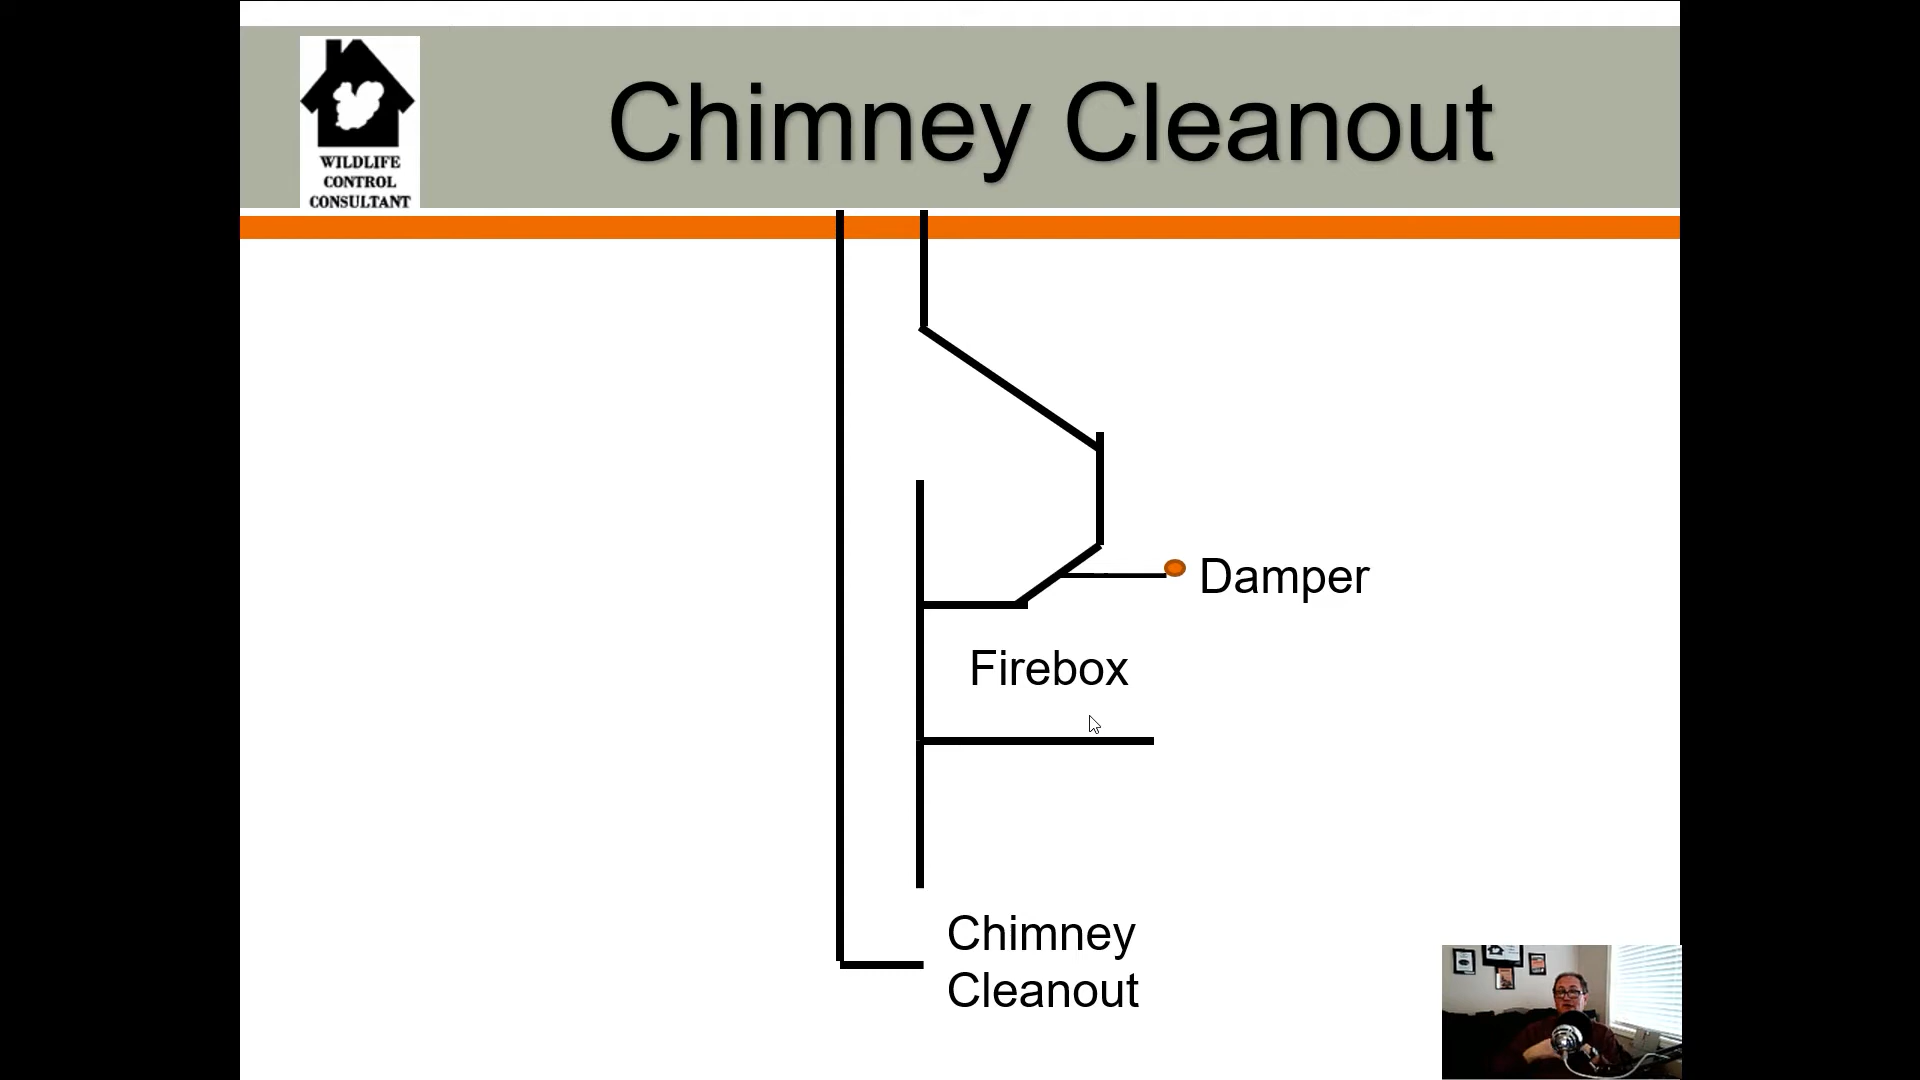 WILDLIFE
CONTROL
CONSULTANT
Chimney Cleanout
Damper
Firebox
Chimney
Cleanout